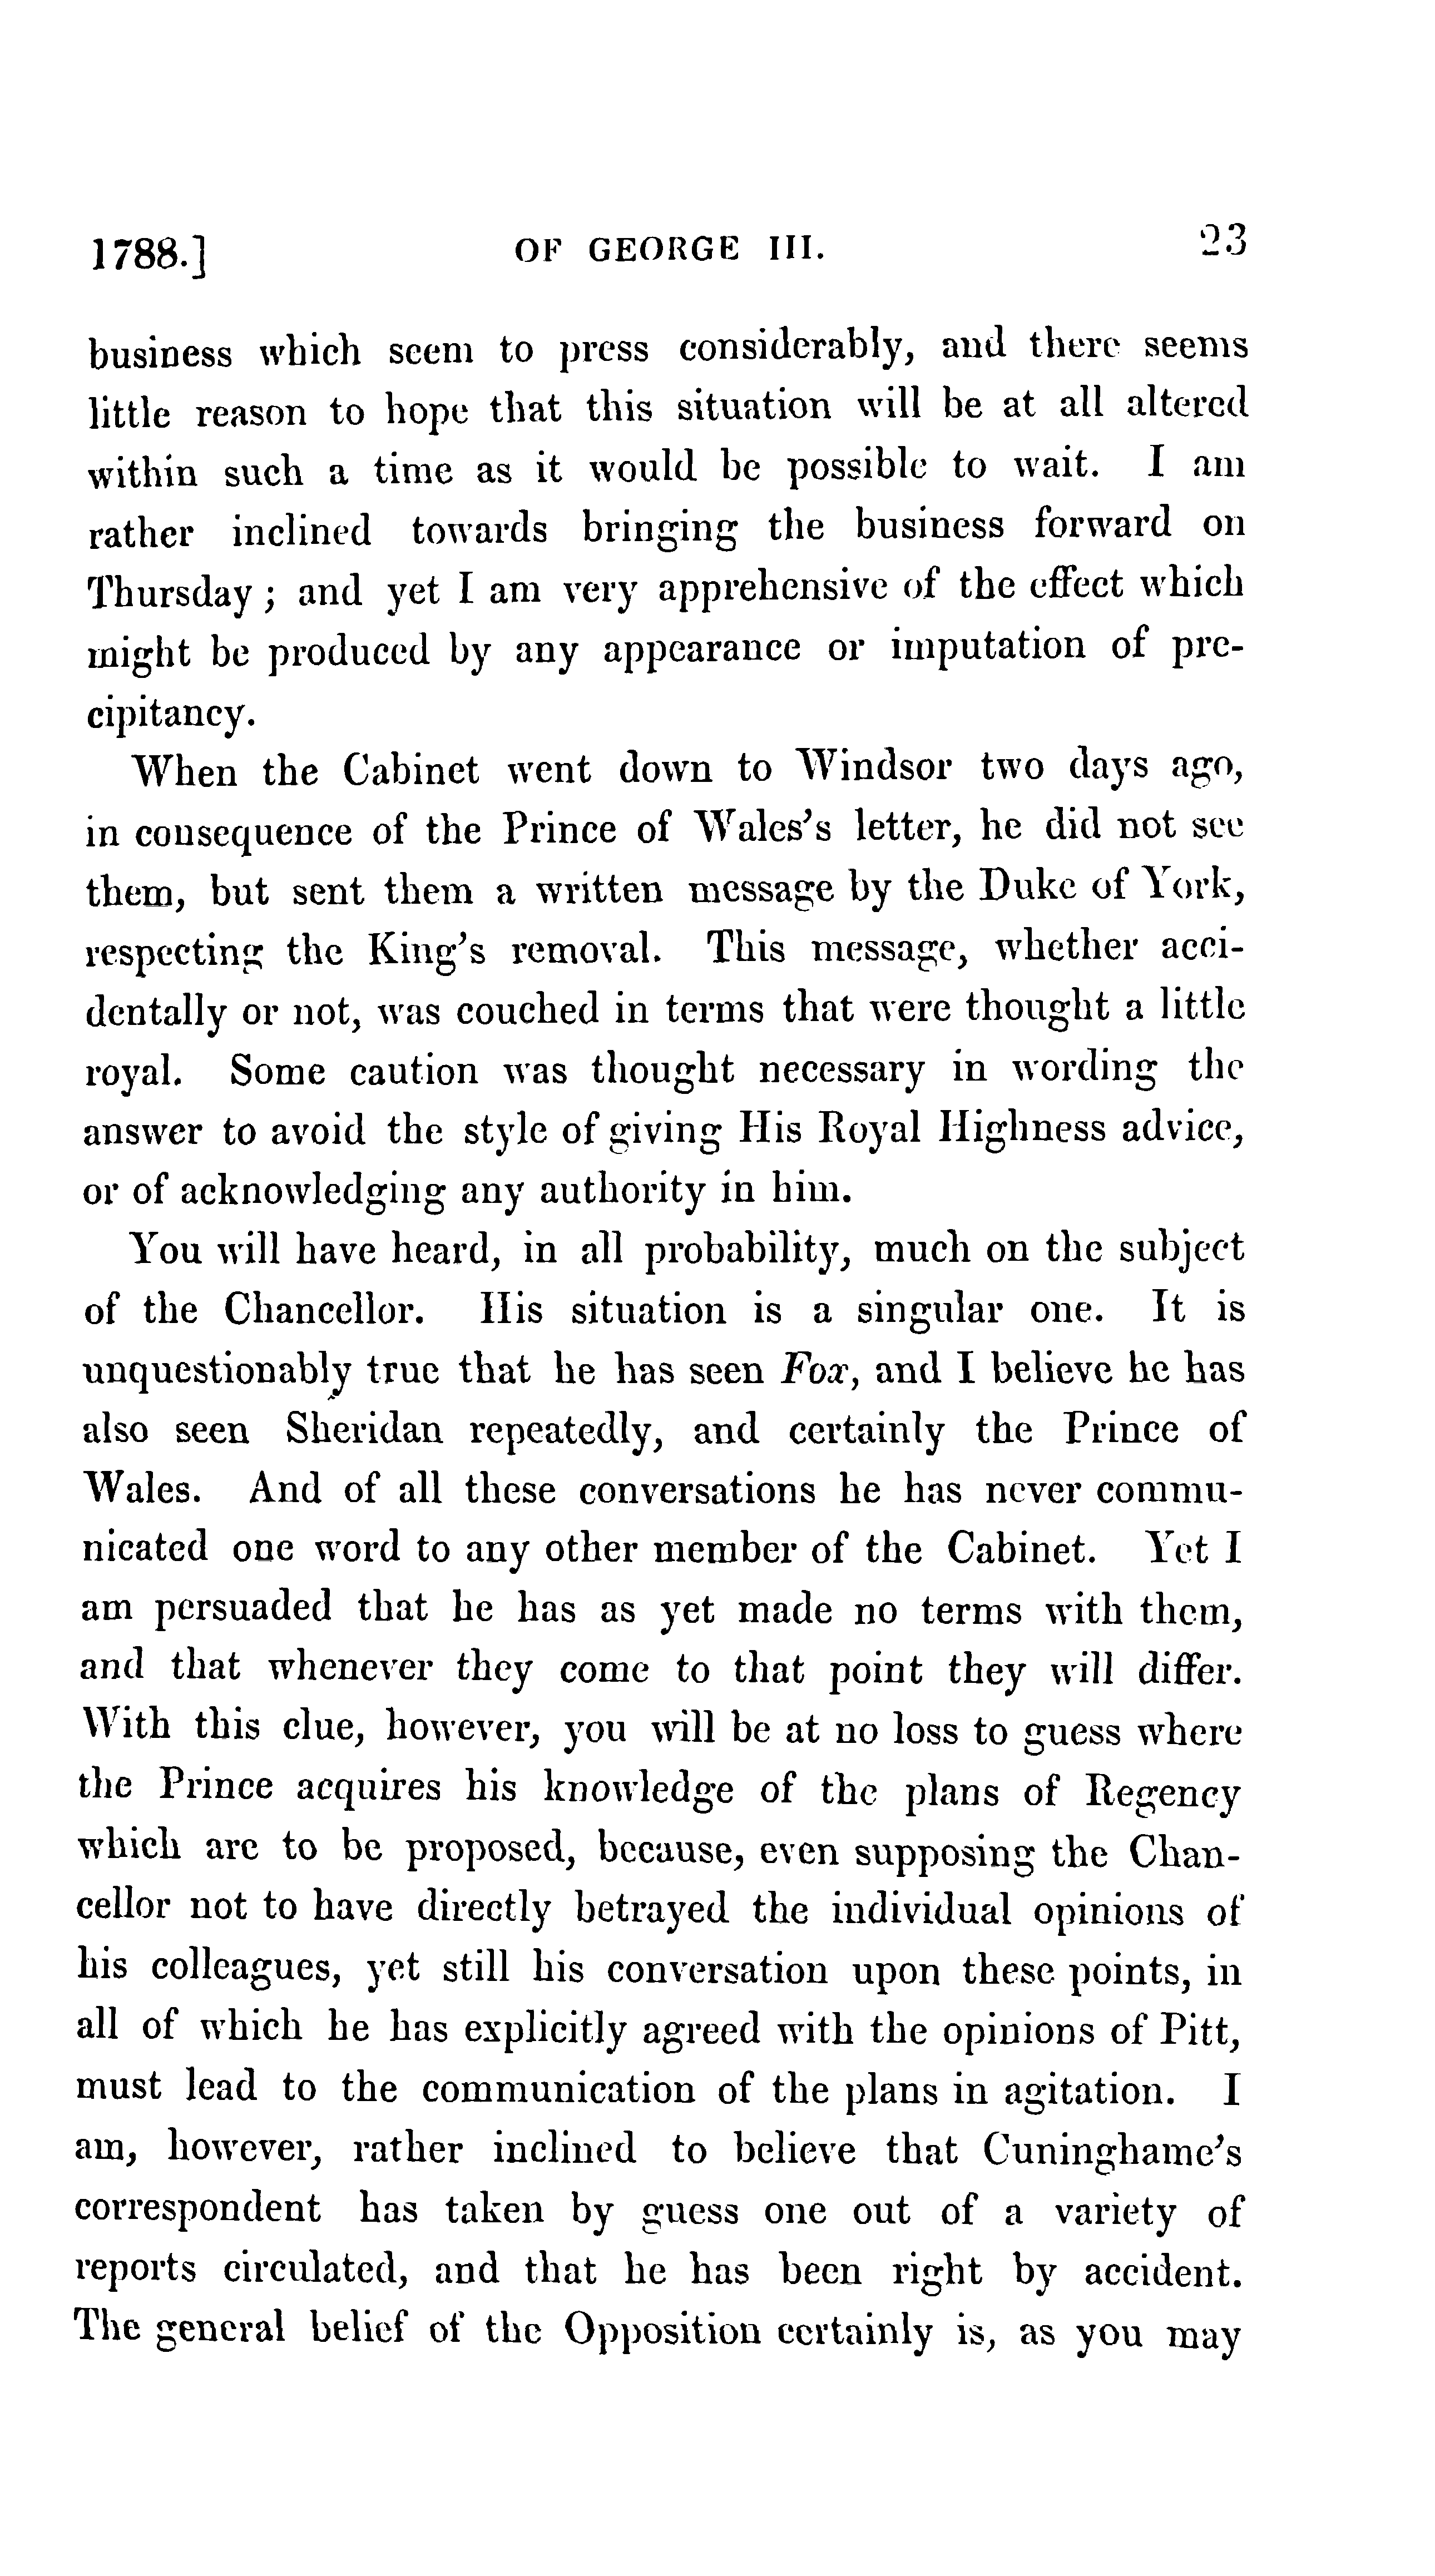 1788.] OF GEORGE III. 23
business which seem to press considerably, and there seems
little reason to hope that this situation will be at all altered
within such a time as it would be possible to wait. I am
rather inclined towards bringing the business forward on
Thursday; and yet I am very apprehensive of the effect which
might be produced by any appearance or imputation of pre-
cipitancy.
When the Cabinet went down to Windsor two days ago,
in consequence of the Prince of Wales's letter, he did not see
them, but sent them a written message by the Duke of York,
respecting the King's removal. This message, whether acci-
dentally or not, was couched in terms that were thought a little
royal. Some caution was thought necessary in wording the
answer to avoid the style of giving His Royal Highness advice,
or of acknowledging any authority in him.
You will have heard, in all probability, much on the subject
of the Chancellor. His situation is a singular one. It is
unquestionably true that he has seen Fox, and I believe he has
also seen Sheridan repeatedly, and certainly the Prince of
Wales. And of all these conversations he has never commu-
nicated one word to any other member of the Cabinet. Yet I
am persuaded that he has as yet made no terms with them,
and that whenever they come to that point they will differ.
With this clue, however, you will be at no loss to guess where
the Prince acquires his knowledge of the plans of Regency
which are to be proposed, because, even supposing the Chan-
cellor not to have directly betrayed the individual opinions of
his colleagues, yet still his conversation upon these points, in
all of which he has explicitly agreed with the opinions of Pitt,
must lead to the communication of the plans in agitation. I
am, however, rather inclined to believe that Cuninghame's
correspondent has taken by guess one out of a variety of
reports circulated, and that he has been right by accident.
The general belief of the Opposition certainly is, as you may